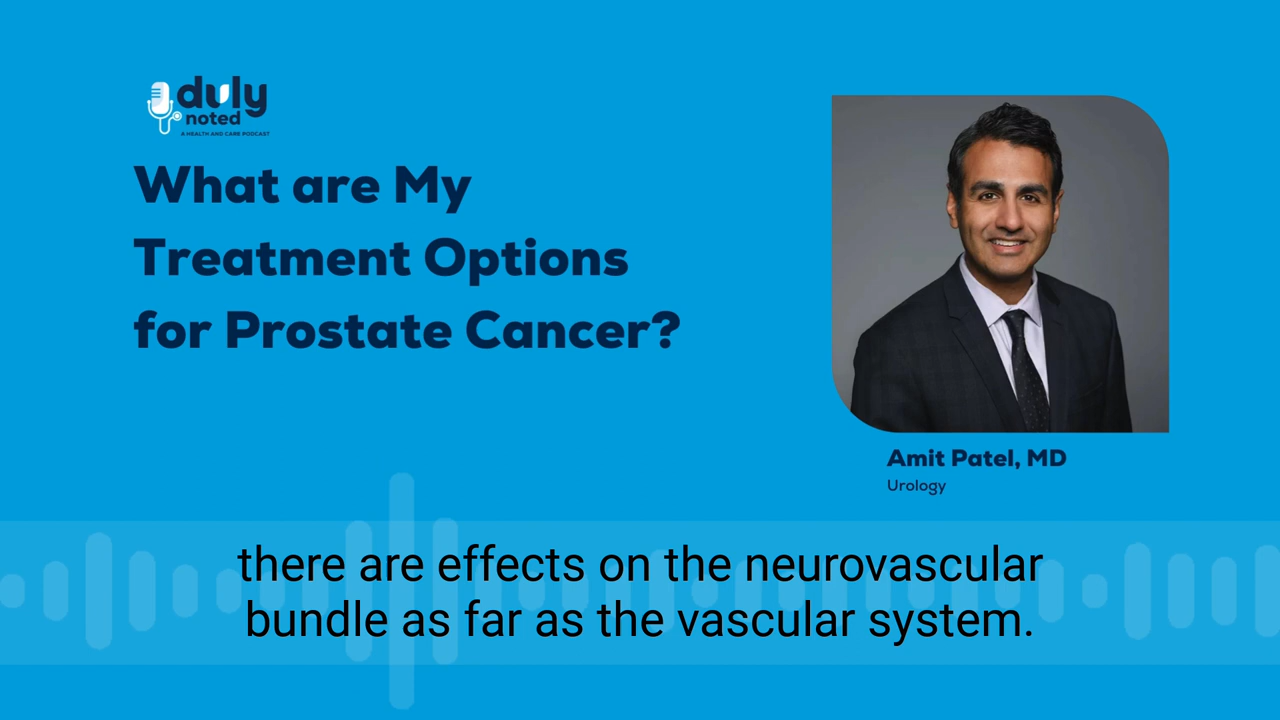 duly
noted
A HEALTH AND CARE PODCAST
What are My
Treatment Options
for Prostate Cancer?
Amit Patel, MD
Urology
there are effects on the neurovascular
bundle as far as the vascular system.